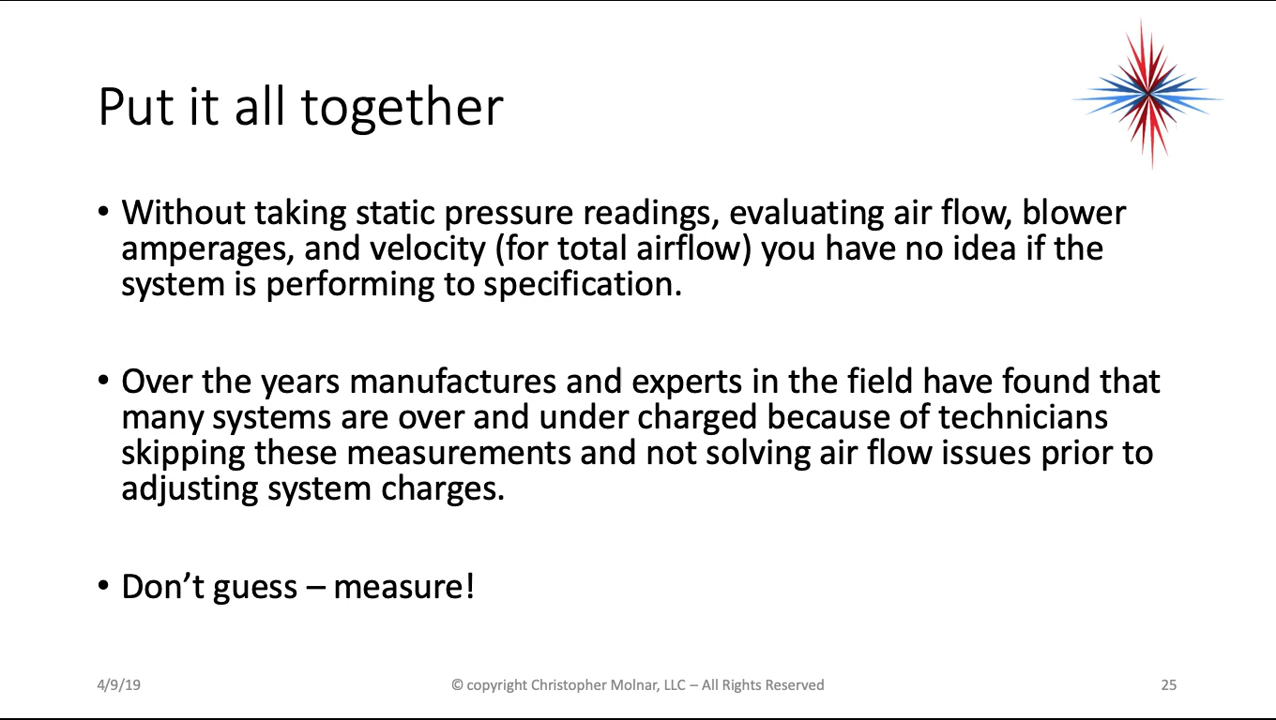 Put it all together
• Without taking static pressure readings, evaluating air flow, blower
amperages, and velocity (for total airflow) you have no idea if the
system is performing to specification.
• Over the years manufactures and experts in the field have found that
many systems are over and under charged because of technicians
skipping these measurements and not solving air flow issues prior to
adjusting system charges.
• Don’t guess – measure!
4/9/19
© copyright Christopher Molnar, LLC – All Rights Reserved
25